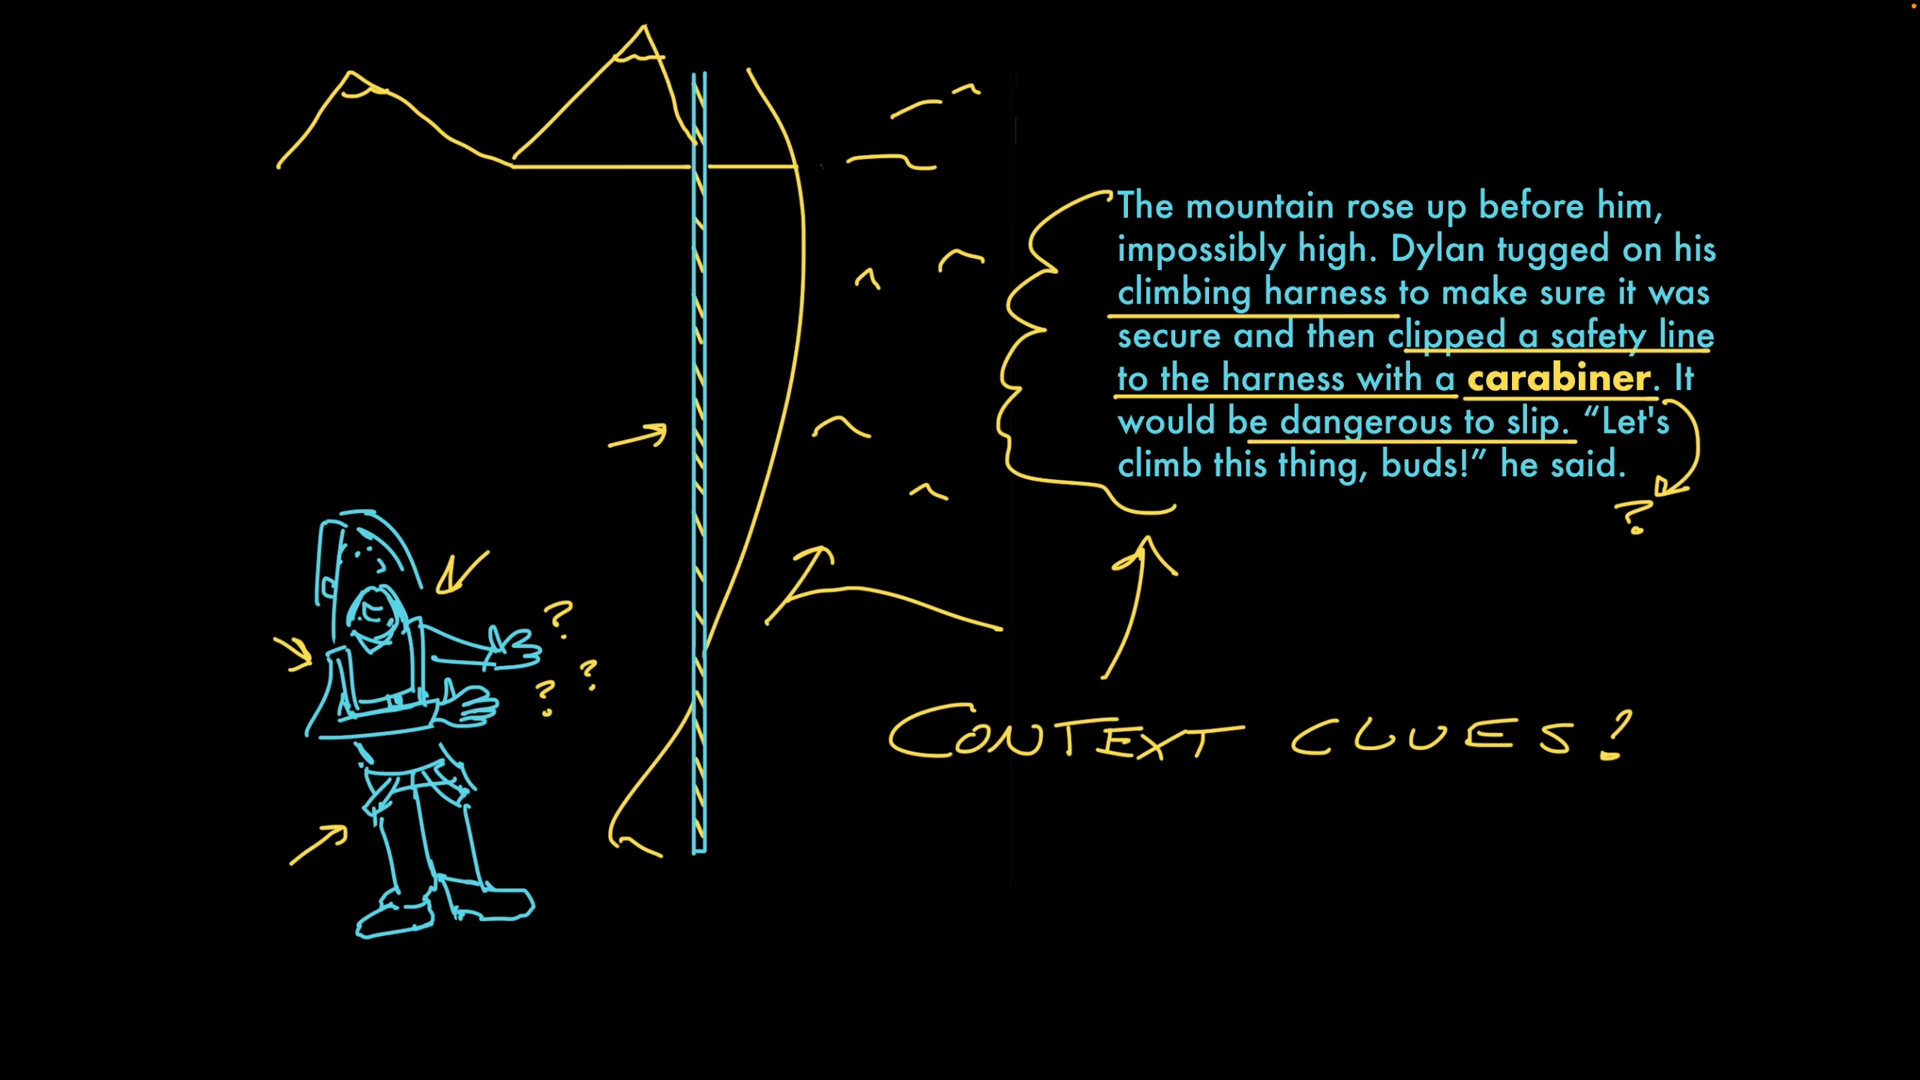 The mountain rose up before him,
impossibly high. Dylan tugged on his
climbing harness to make sure it was
secure and then clipped a safety line
to the harness with a carabiner. It
would be dangerous to slip. “Let's
climb this thing, buds!” he said.
?
?
?
?
CONTEXT CLUES?